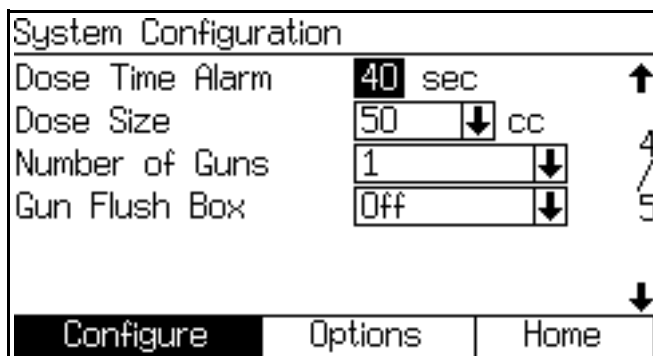 System Configuration
Dose Time Alarm 40 sec
Dose Size 50 cc
Number of Guns 1
Gun Flush Box Off
4/5
Configure Options Home